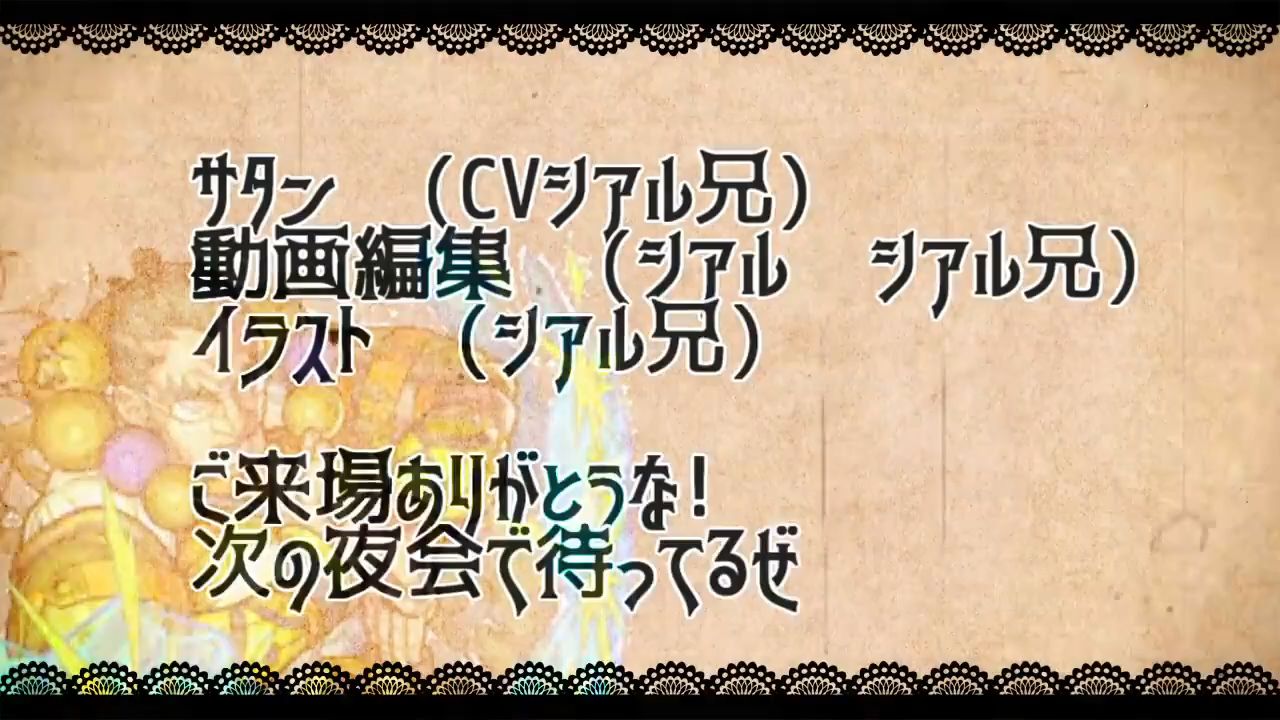 サタン　（CVシアル兄）
動画編集　（シアル　シアル兄）
イラスト　（シアル兄）
ご来場ありがとうな！
次の夜会で待ってるぜ